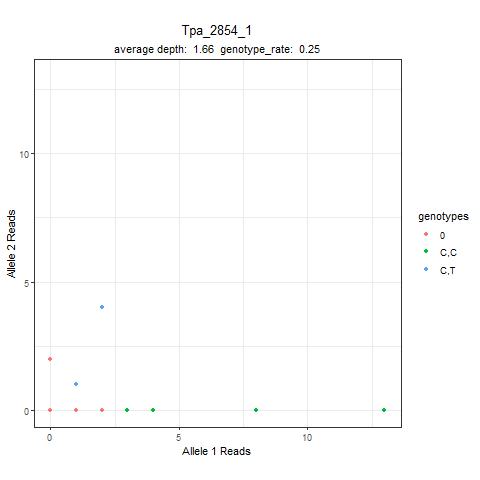 Tpa_2854_1
average depth:  1.66  genotype_rate:  0.25
Allele 2 Reads
10
5
0
0
5
10
Allele 1 Reads
genotypes
0
C,C
C,T